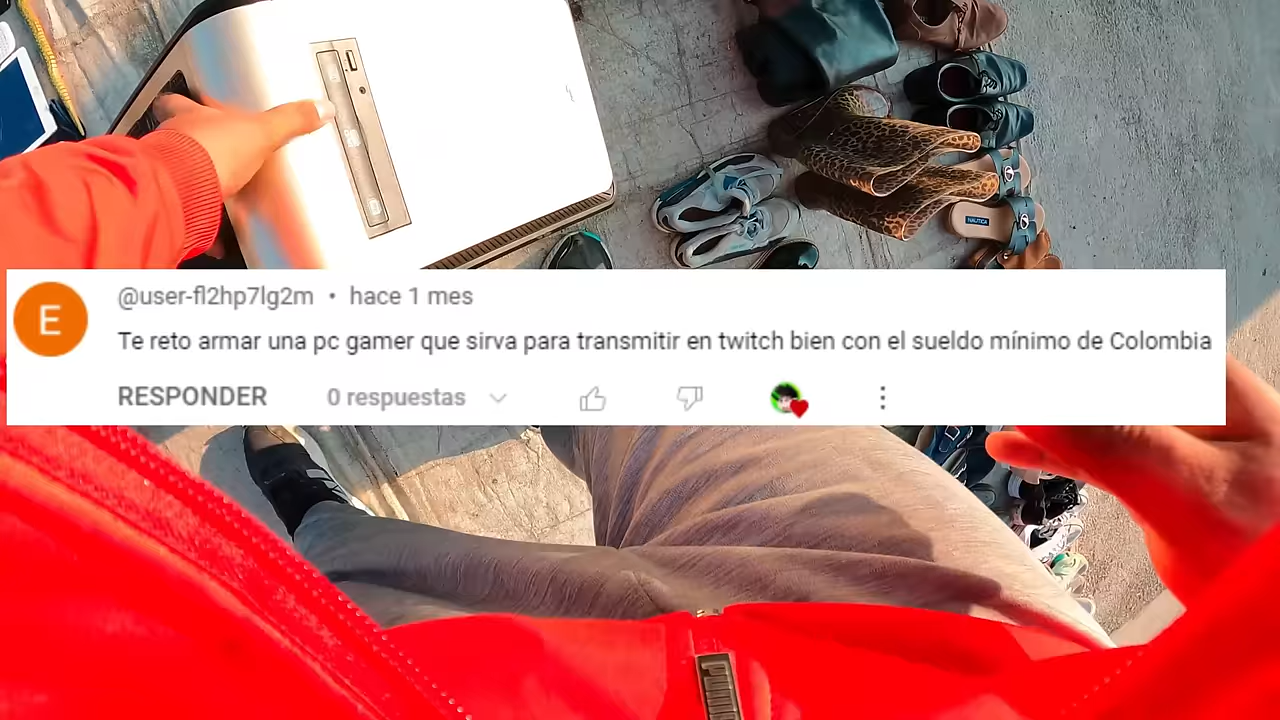 NAUTICA
@user-fl2hp7lg2m • hace 1 mes
E
Te reto armar una pc gamer que sirva para transmitir en twitch bien con el sueldo mínimo de Colombia
RESPONDER 0 respuestas